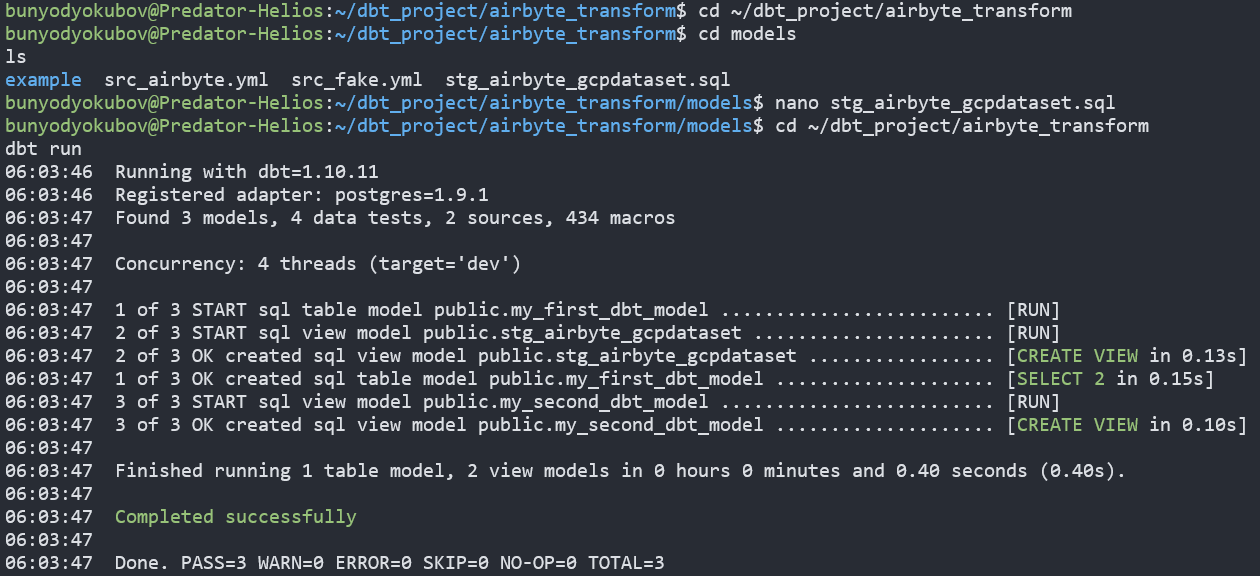 bunyodyokubov@Predator-Helios:~/dbt_project/airbyte_transform$ cd ~/dbt_project/airbyte_transform
bunyodyokubov@Predator-Helios:~/dbt_project/airbyte_transform$ cd models
ls
example  src_airbyte.yml  src_fake.yml  stg_airbyte_gcpdataset.sql
bunyodyokubov@Predator-Helios:~/dbt_project/airbyte_transform/models$ nano stg_airbyte_gcpdataset.sql
bunyodyokubov@Predator-Helios:~/dbt_project/airbyte_transform/models$ cd ~/dbt_project/airbyte_transform
dbt run
06:03:46  Running with dbt=1.10.11
06:03:46  Registered adapter: postgres=1.9.1
06:03:47  Found 3 models, 4 data tests, 2 sources, 434 macros
06:03:47
06:03:47  Concurrency: 4 threads (target='dev')
06:03:47
06:03:47  1 of 3 START sql table model public.my_first_dbt_model ......................... [RUN]
06:03:47  2 of 3 START sql view model public.stg_airbyte_gcpdataset ...................... [RUN]
06:03:47  2 of 3 OK created sql view model public.stg_airbyte_gcpdataset ................. [CREATE VIEW in 0.13s]
06:03:47  1 of 3 OK created sql table model public.my_first_dbt_model .................... [SELECT 2 in 0.15s]
06:03:47  3 of 3 START sql view model public.my_second_dbt_model ......................... [RUN]
06:03:47  3 of 3 OK created sql view model public.my_second_dbt_model .................... [CREATE VIEW in 0.10s]
06:03:47
06:03:47  Finished running 1 table model, 2 view models in 0 hours 0 minutes and 0.40 seconds (0.40s).
06:03:47
06:03:47  Completed successfully
06:03:47
06:03:47  Done. PASS=3 WARN=0 ERROR=0 SKIP=0 NO-OP=0 TOTAL=3